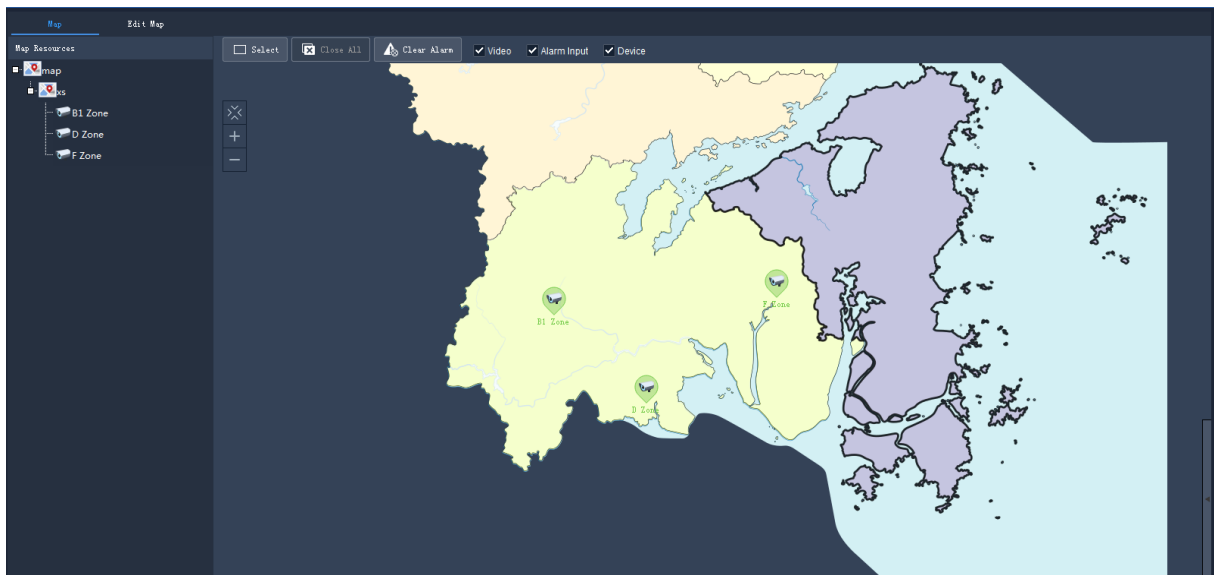 Map Edit Map
Map Resources
Select Close All Clear Alarm Video Alarm Input Device
map
xs
B1 Zone
D Zone
F Zone
F Zone
B1 Zone
D Zone